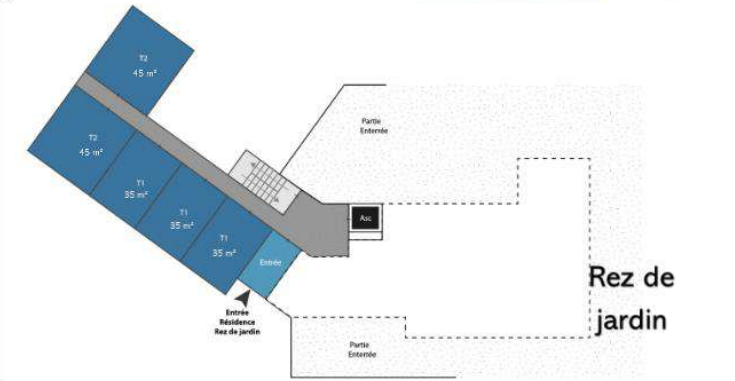 T2
45 m²
Partie
Enterrée
T2
45 m²
T1
35 m²
T1
35 m²
Asc
T1
35 m²
Entrée
Rez de
jardin
Entrée
Résidence
Rez de jardin
Partie
Enterrée